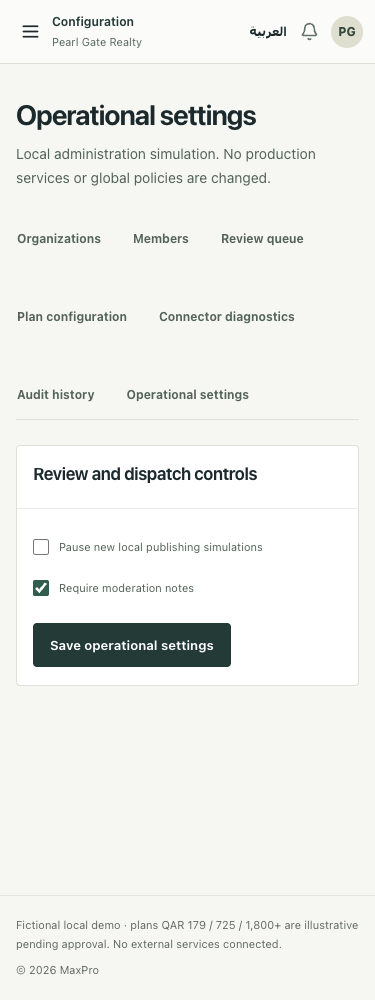 Configuration
Pearl Gate Realty
العربية
PG
Operational settings
Local administration simulation. No production
services or global policies are changed.
Organizations Members Review queue
Plan configuration Connector diagnostics
Audit history Operational settings
Review and dispatch controls
Pause new local publishing simulations
Require moderation notes
Save operational settings
Fictional local demo · plans QAR 179 / 725 / 1,800+ are illustrative
pending approval. No external services connected.
© 2026 MaxPro